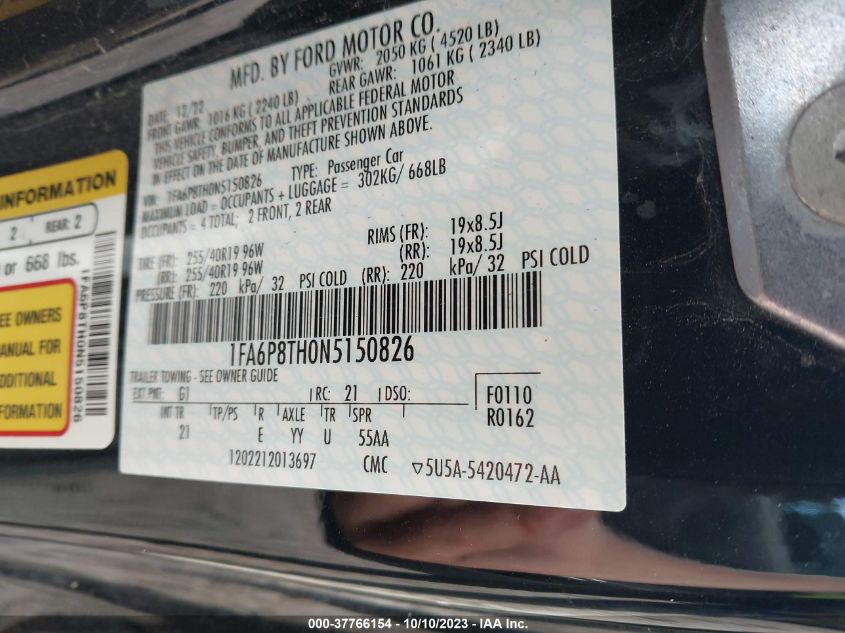 MFD. BY FORD MOTOR CO.
DATE: 12/22 GVWR: 2050 KG ( 4520 LB)
FRONT GAWR: 1016 KG ( 2240 LB) REAR GAWR: 1061 KG ( 2340 LB)
THIS VEHICLE CONFORMS TO ALL APPLICABLE FEDERAL MOTOR
VEHICLE SAFETY, BUMPER, AND THEFT PREVENTION STANDARDS
IN EFFECT ON THE DATE OF MANUFACTURE SHOWN ABOVE.
VIN: 1FA6P8TH0N5150826 TYPE: Passenger Car
MAXIMUM LOAD = OCCUPANTS + LUGGAGE = 302KG/ 668LB
OCCUPANTS = 4 TOTAL; 2 FRONT, 2 REAR
TIRE (FR): 255/40R19 96W RIMS (FR): 19x8.5J
(RR): 255/40R19 96W (RR): 19x8.5J
PRESSURE (FR): 220 kPa/ 32 PSI COLD (RR): 220 kPa/ 32 PSI COLD
1FA6P8TH0N5150826
TRAILER TOWING - SEE OWNER GUIDE
EXT PNT: G1 RC: 21 DSO: F0110
R0162
INT TR TP/PS R AXLE TR SPR
21 E YY U 55AA
1202212013697 CMC ▽5U5A-5420472-AA
INFORMATION
2 REAR: 2
or 668 lbs.
SEE OWNERS
MANUAL FOR
ADDITIONAL
INFORMATION
1FA6P8TH0N5150826
000-37766154 - 10/10/2023 - IAA Inc.